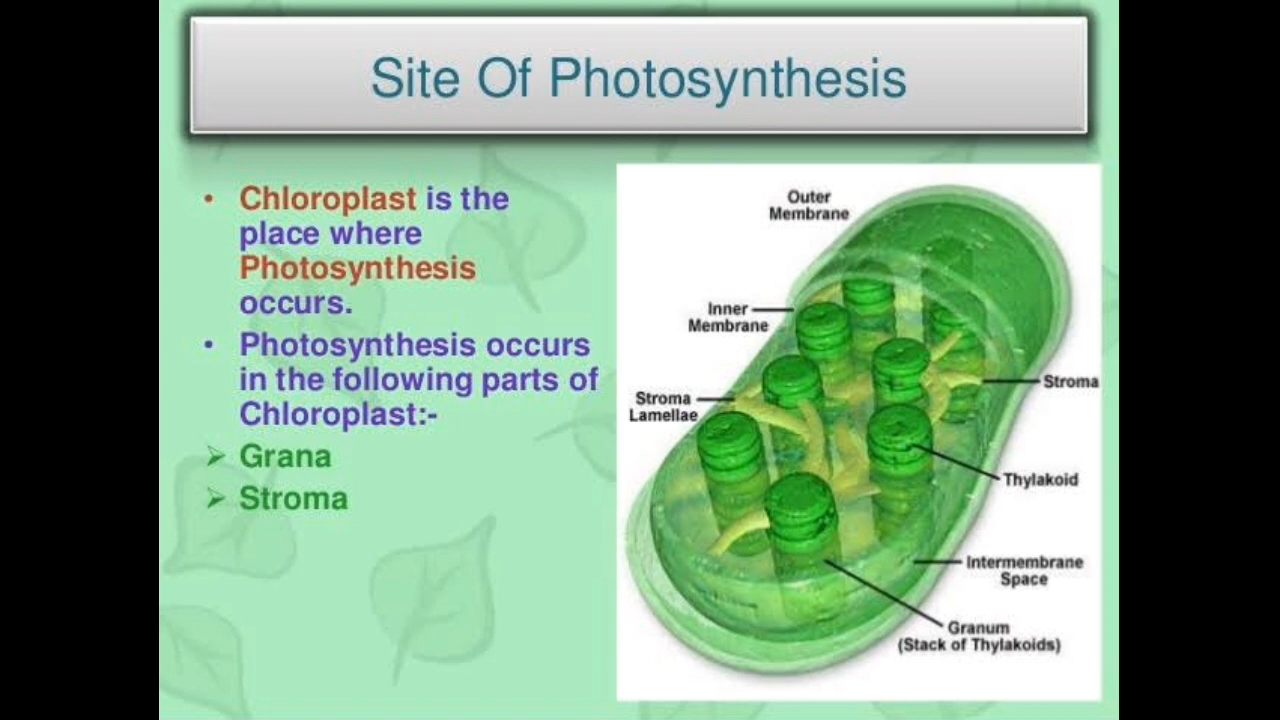 Site Of Photosynthesis
• Chloroplast is the
place where
Photosynthesis
occurs.
• Photosynthesis occurs
in the following parts of
Chloroplast:-
➢ Grana
➢ Stroma
Outer
Membrane
Inner
Membrane
Stroma
Lamellae
Stroma
Thylakoid
Intermembrane
Space
Granum
(Stack of Thylakoids)